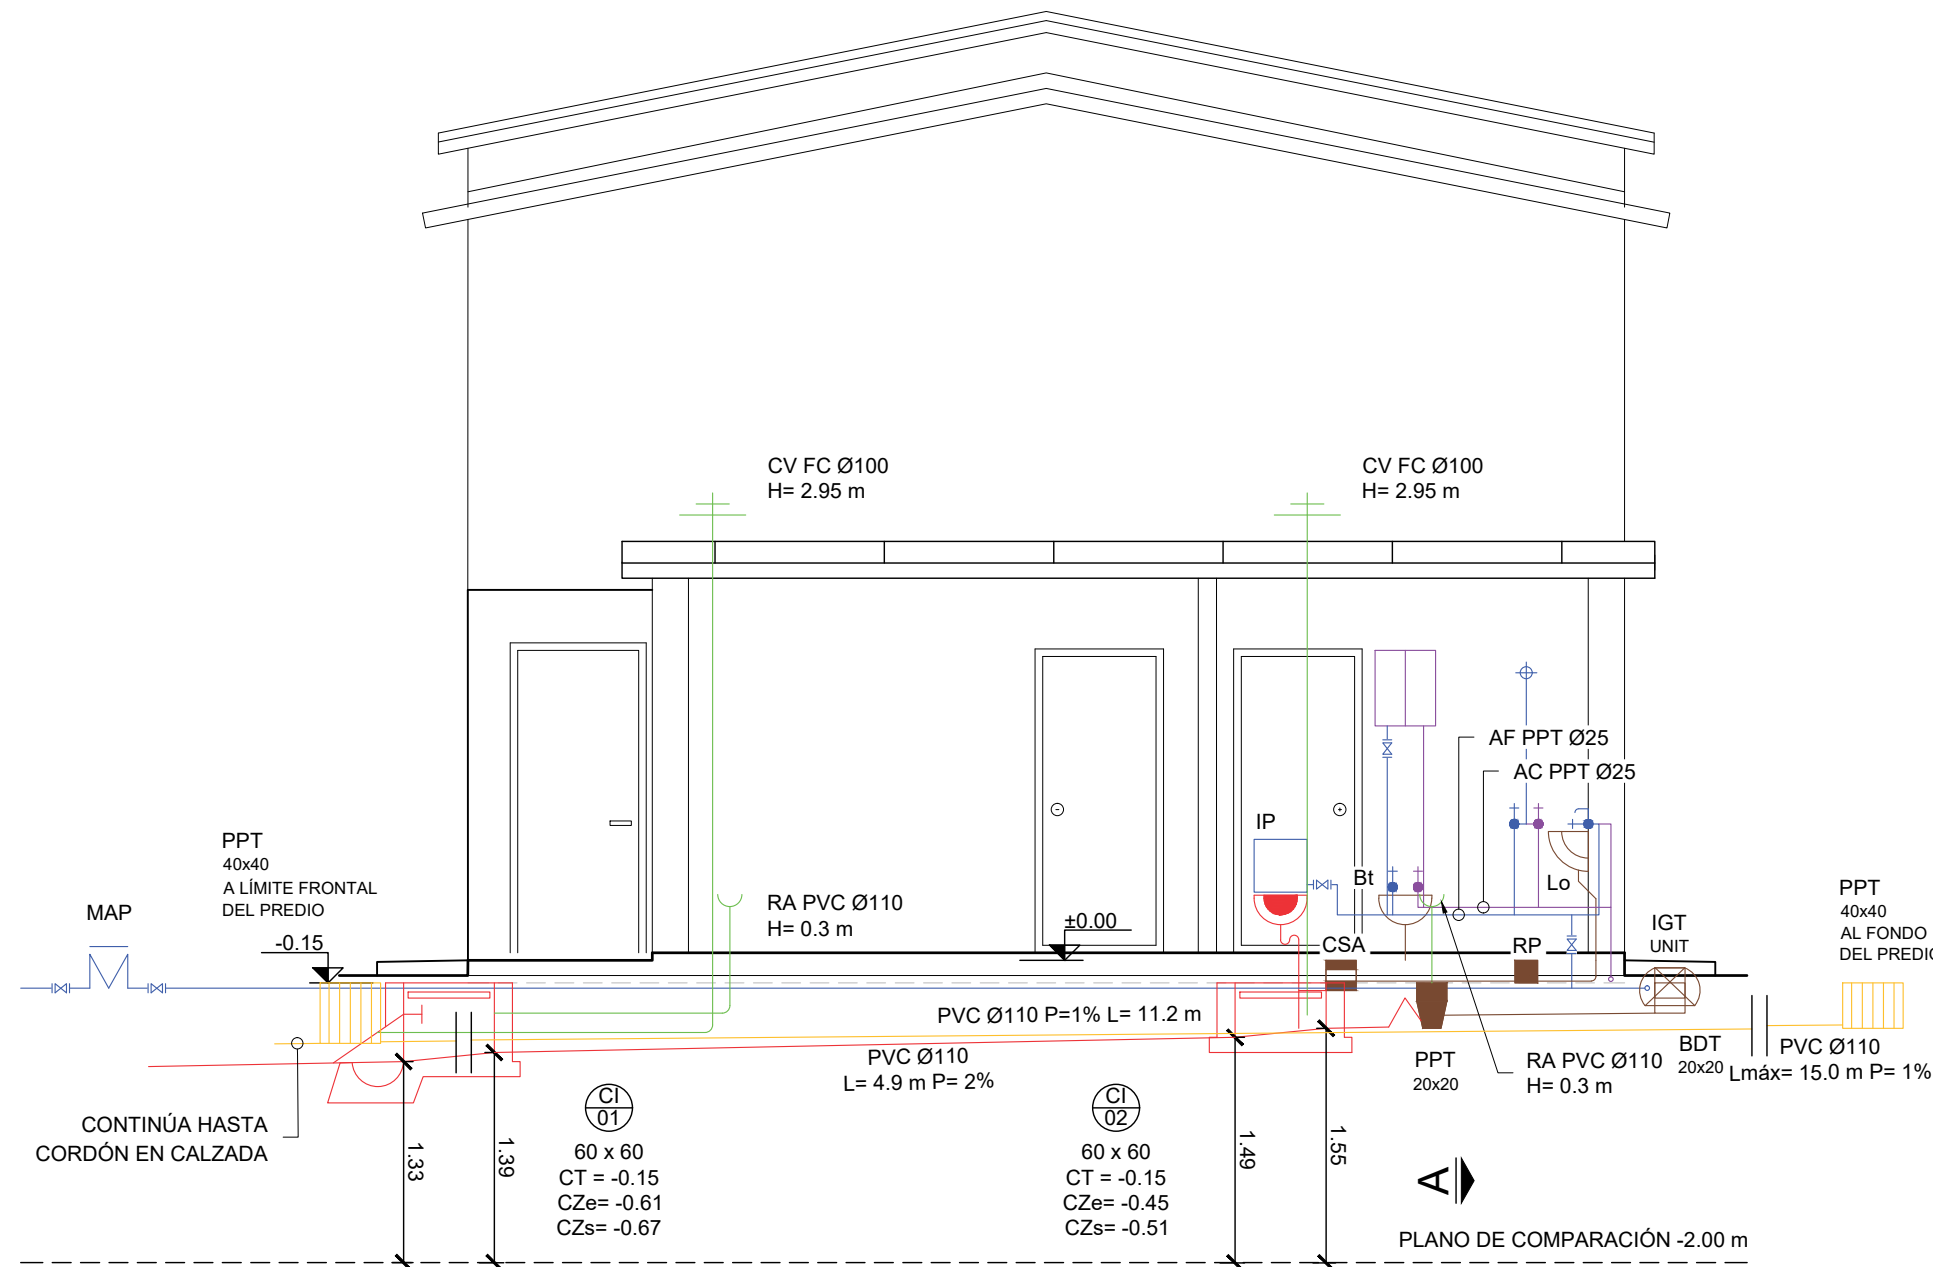 CV FC Ø100
H= 2.95 m
CV FC Ø100
H= 2.95 m
AF PPT Ø25
AC PPT Ø25
IP
Bt
Lo
PPT
40x40
A LÍMITE FRONTAL
DEL PREDIO
MAP
-0.15
RA PVC Ø110
H= 0.3 m
±0.00
CSA
RP
IGT
UNIT
PPT
40x40
AL FONDO
DEL PREDIO
PVC Ø110 P=1% L= 11.2 m
PVC Ø110
L= 4.9 m P= 2%
PPT
20x20
RA PVC Ø110
H= 0.3 m
BDT
20x20
PVC Ø110
Lmáx= 15.0 m P= 1%
CONTINÚA HASTA
CORDÓN EN CALZADA
1.33
1.39
CI
01
60 x 60
CT = -0.15
CZe= -0.61
CZs= -0.67
CI
02
60 x 60
CT = -0.15
CZe= -0.45
CZs= -0.51
1.49
1.55
A
PLANO DE COMPARACIÓN -2.00 m